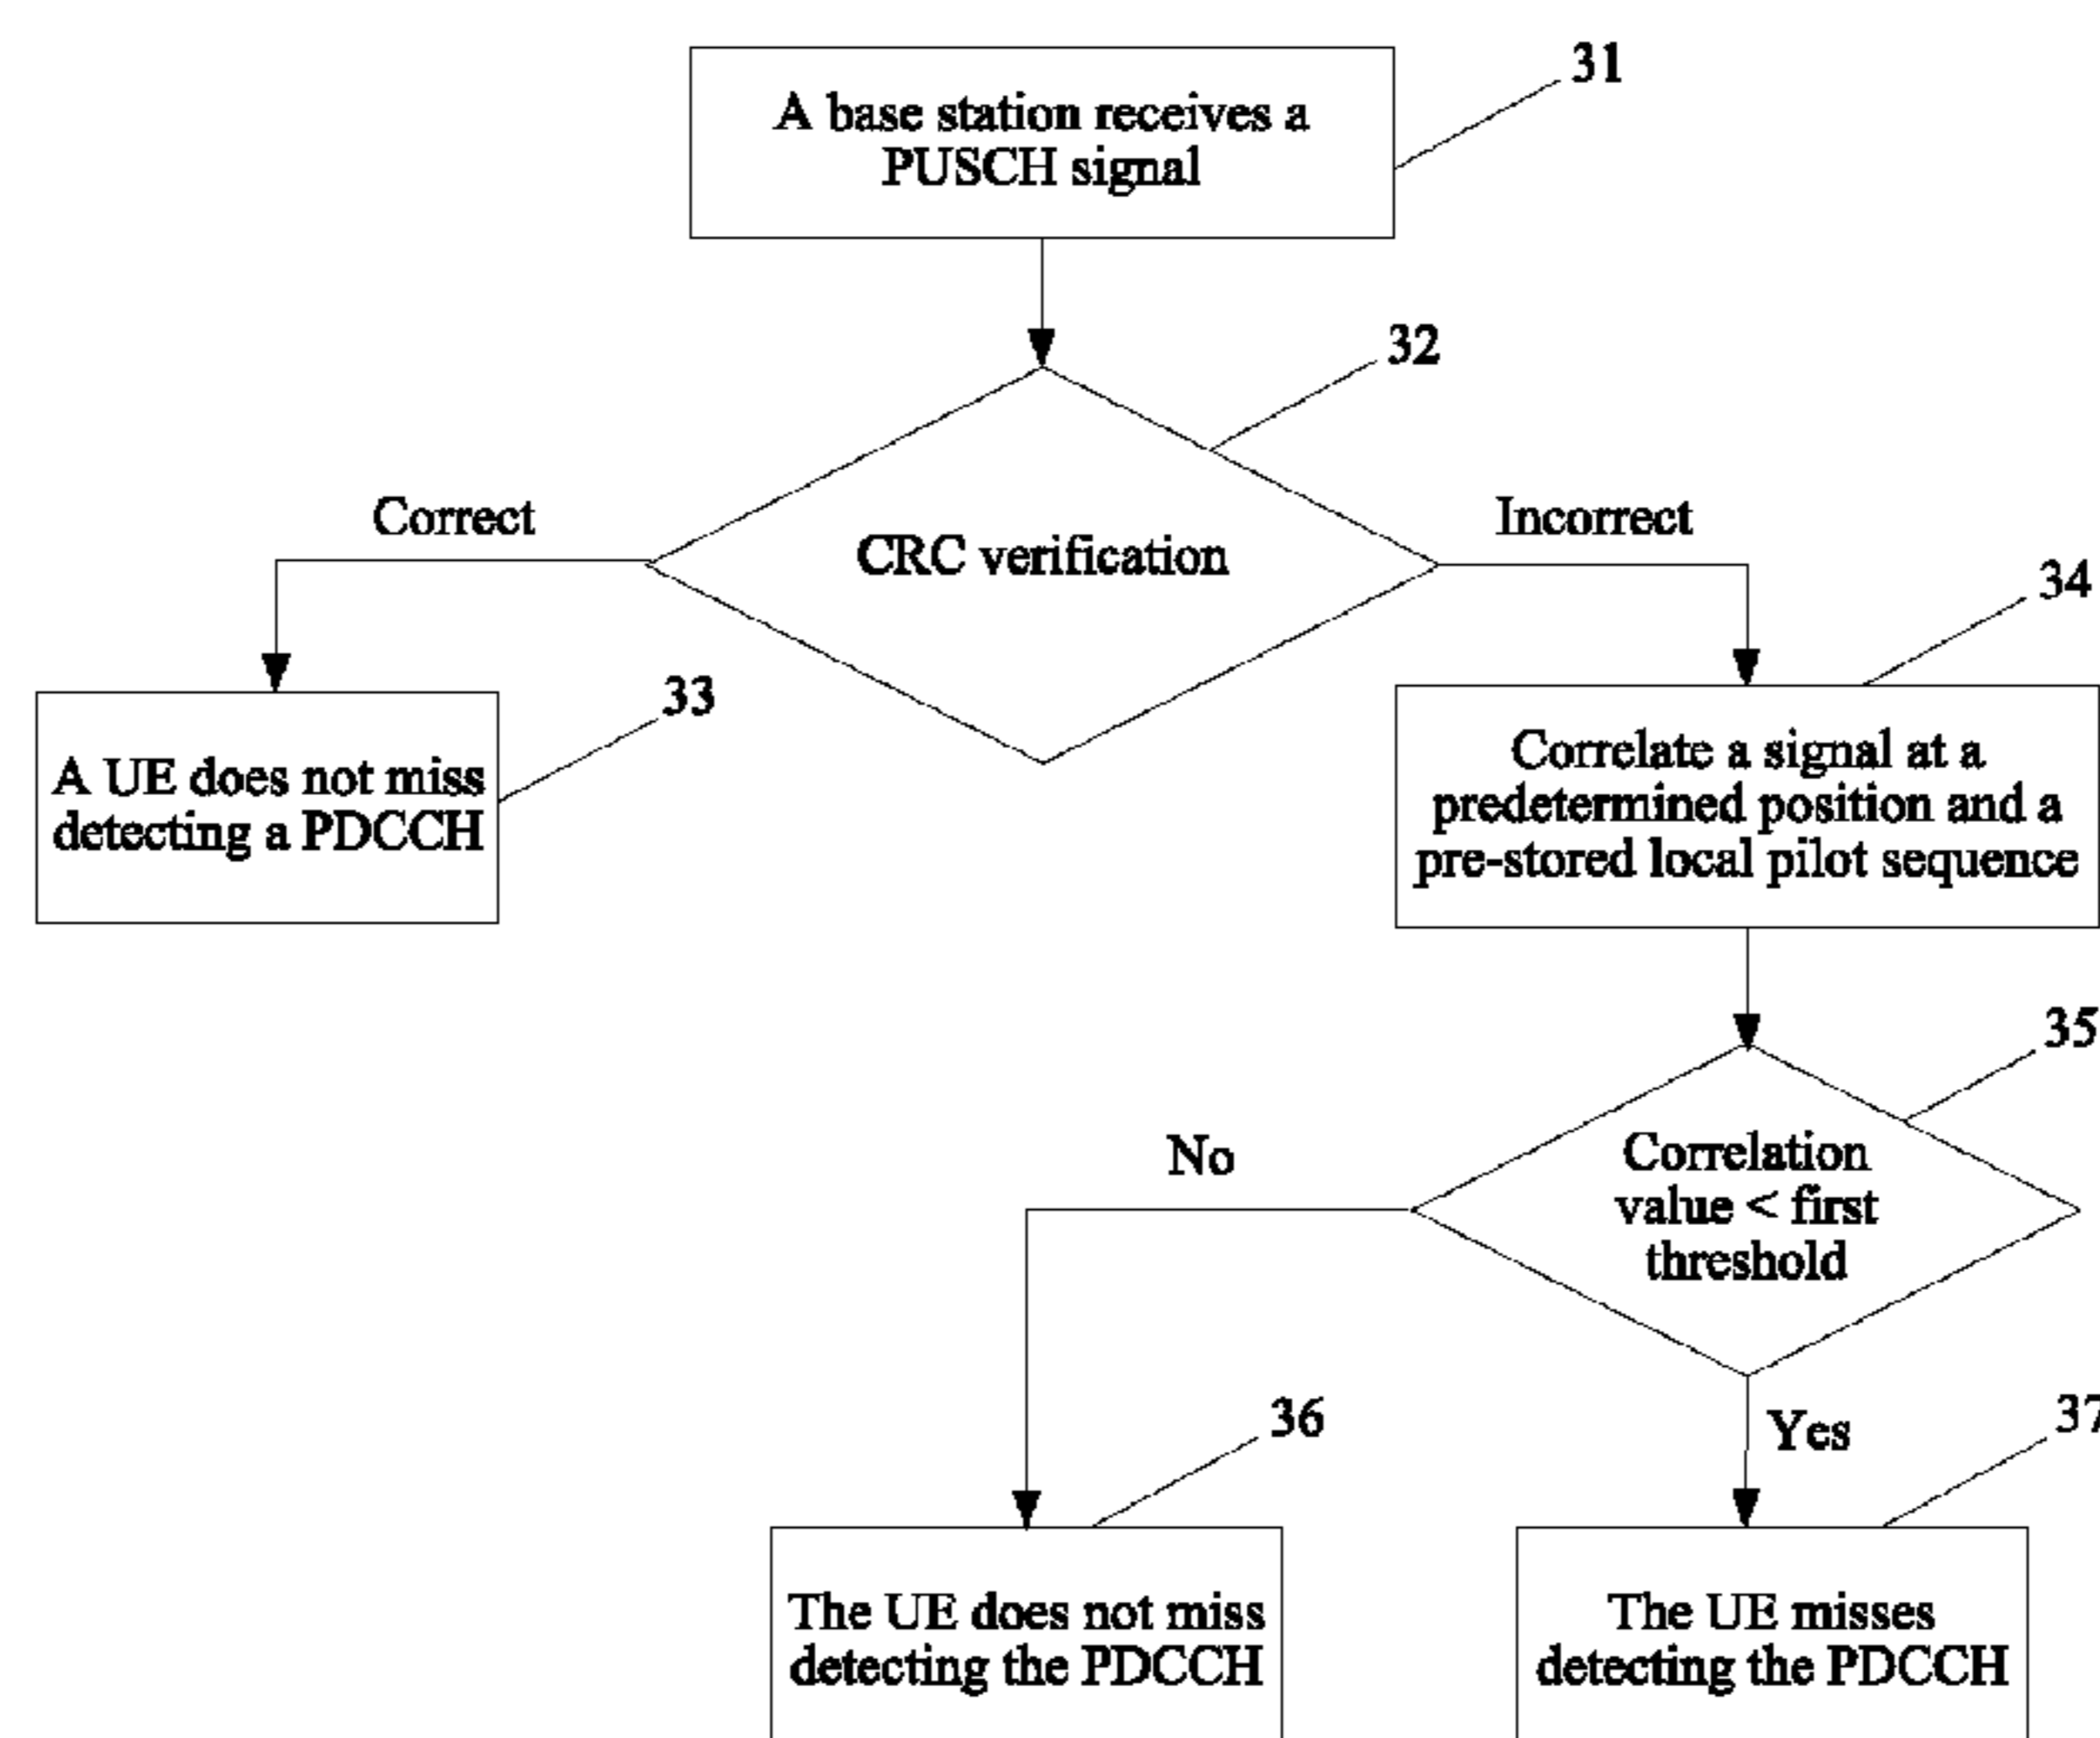 31
A base station receives a
PUSCH signal
32
Correct
CRC verification
Incorrect
34
33
A UE does not miss
detecting a PDCCH
Correlate a signal at a
predetermined position and a
pre-stored local pilot sequence
35
No
Correlation
value < first
threshold
36
Yes
37
The UE does not miss
detecting the PDCCH
The UE misses
detecting the PDCCH